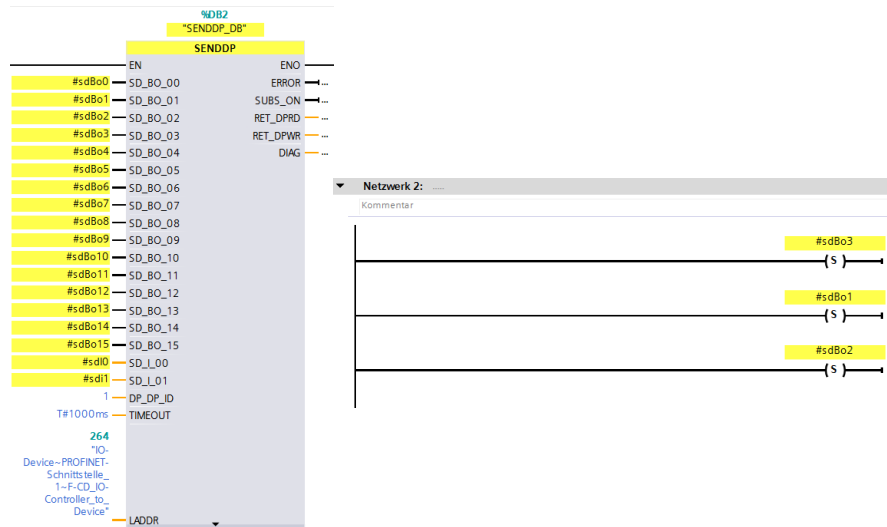 %DB2
"SENDDP_DB"
SENDDP
EN ENO
#sdBo0 SD_BO_00 ERROR ...
#sdBo1 SD_BO_01 SUBS_ON ...
#sdBo2 SD_BO_02 RET_DPRD ...
#sdBo3 SD_BO_03 RET_DPWR ...
#sdBo4 SD_BO_04 DIAG ...
#sdBo5 SD_BO_05
#sdBo6 SD_BO_06
#sdBo7 SD_BO_07
#sdBo8 SD_BO_08
#sdBo9 SD_BO_09
#sdBo10 SD_BO_10
#sdBo11 SD_BO_11
#sdBo12 SD_BO_12
#sdBo13 SD_BO_13
#sdBo14 SD_BO_14
#sdBo15 SD_BO_15
#sdI0 SD_I_00
#sdi1 SD_I_01
1 DP_DP_ID
T#1000ms TIMEOUT
264
"IO-
Device~PROFINET-
Schnittstelle_
1~F-CD_IO-
Controller_to_
Device"
LADDR
Netzwerk 2: .....
Kommentar
#sdBo3
( S )
#sdBo1
( S )
#sdBo2
( S )